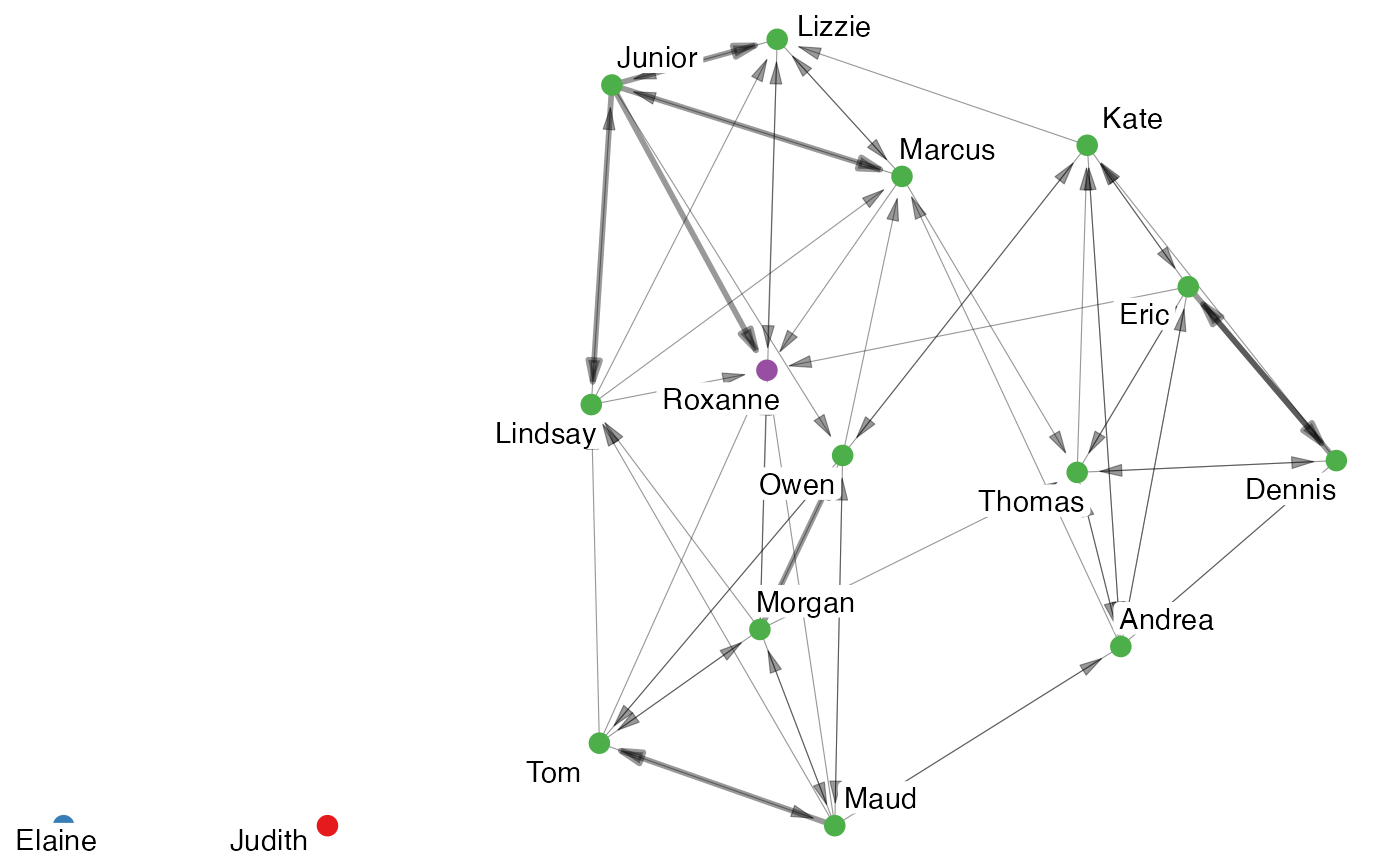 Lizzie
Junior
Kate
Marcus
Eric
Roxanne
Lindsay
Owen
Thomas
Dennis
Morgan
Andrea
Tom
Maud
Elaine
Judith